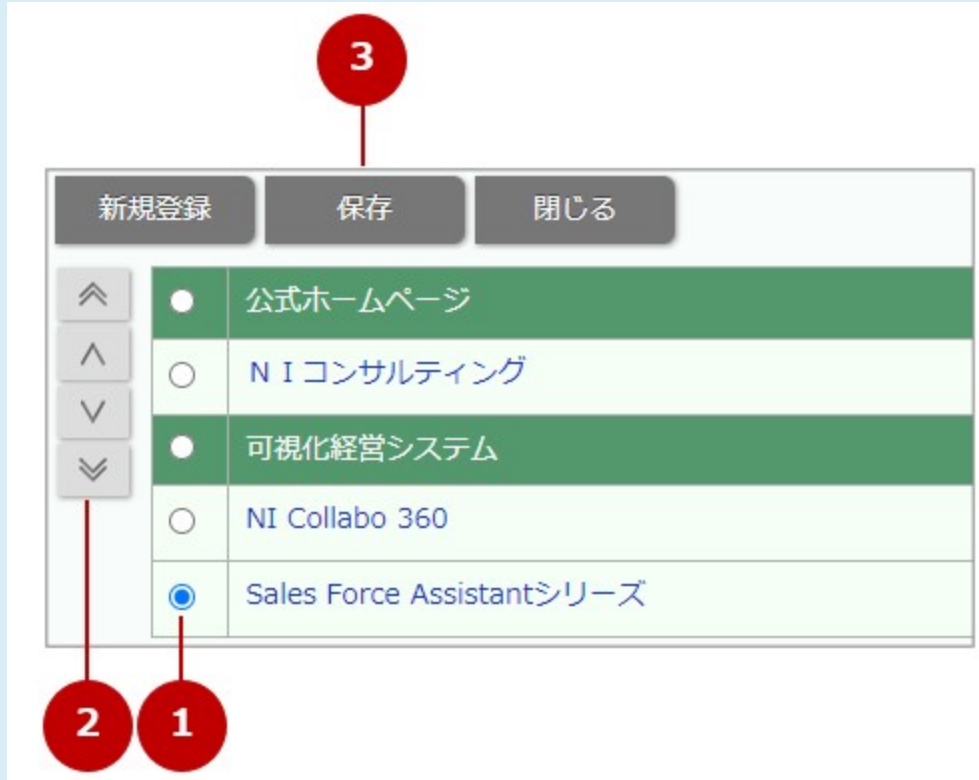 3
新規登録 保存 閉じる
公式ホームページ
ＮＩコンサルティング
可視化経営システム
NI Collabo 360
Sales Force Assistantシリーズ
2 1